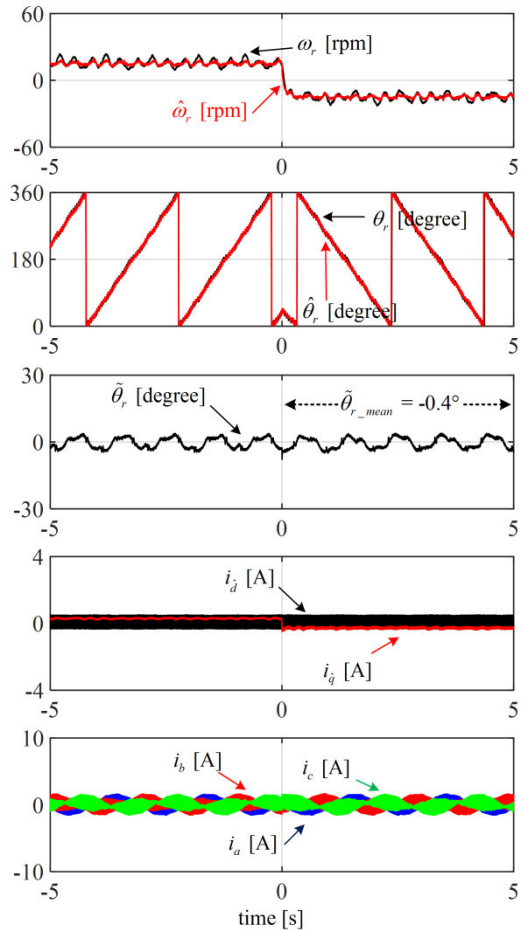 60
ω_r [rpm]
0
ω̂_r [rpm]
-60
-5 0 5
360
θ_r [degree]
180
θ̂_r [degree]
0
-5 0 5
30
θ̃_r [degree] θ̃_{r_mean} = -0.4°
0
-30
-5 0 5
4
i_d̂ [A]
0
i_q̂ [A]
-4
-5 0 5
10
i_b [A] i_c [A]
0
i_a [A]
-10
-5 0 5
time [s]